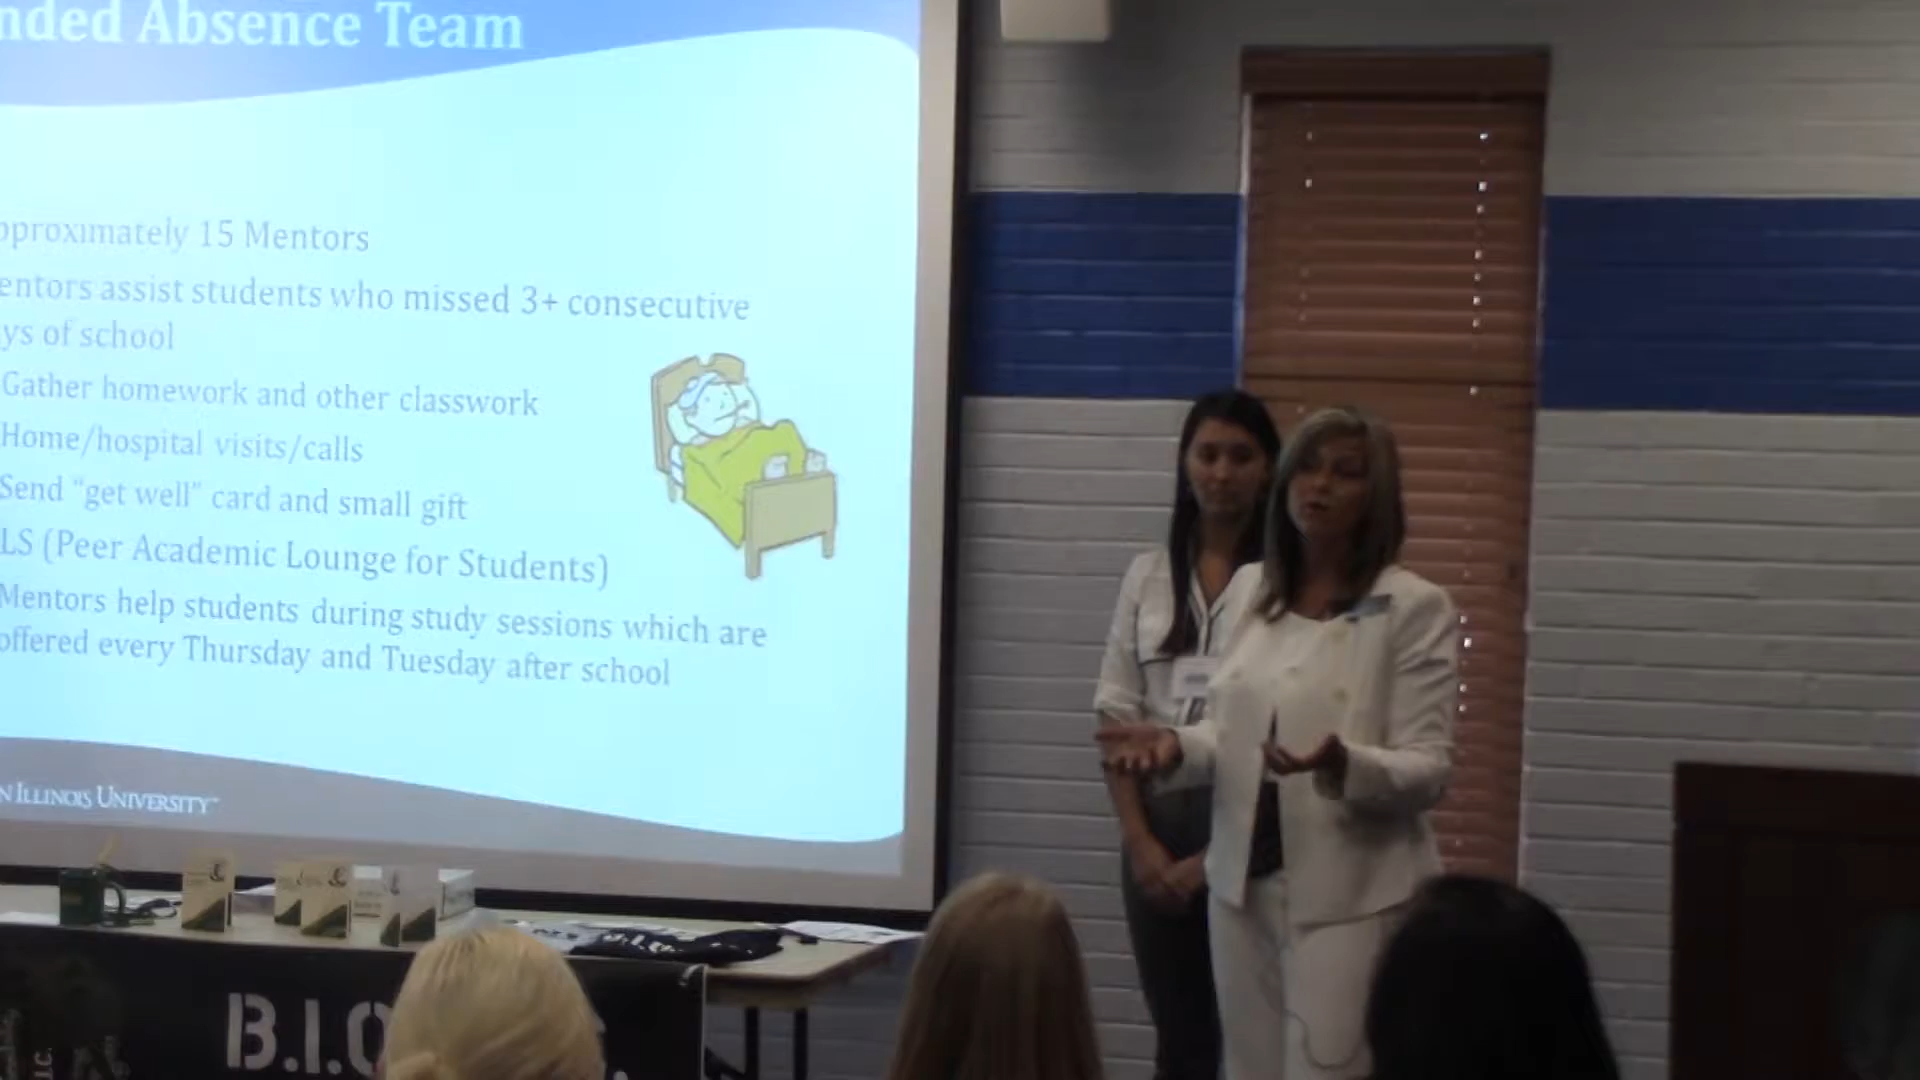 nded Absence Team
pproximately 15 Mentors
entors assist students who missed 3+ consecutive
ys of school
Gather homework and other classwork
Home/hospital visits/calls
Send "get well" card and small gift
LS (Peer Academic Lounge for Students)
Mentors help students during study sessions which are
offered every Thursday and Tuesday after school
N ILLINOIS UNIVERSITY™
B.I.O